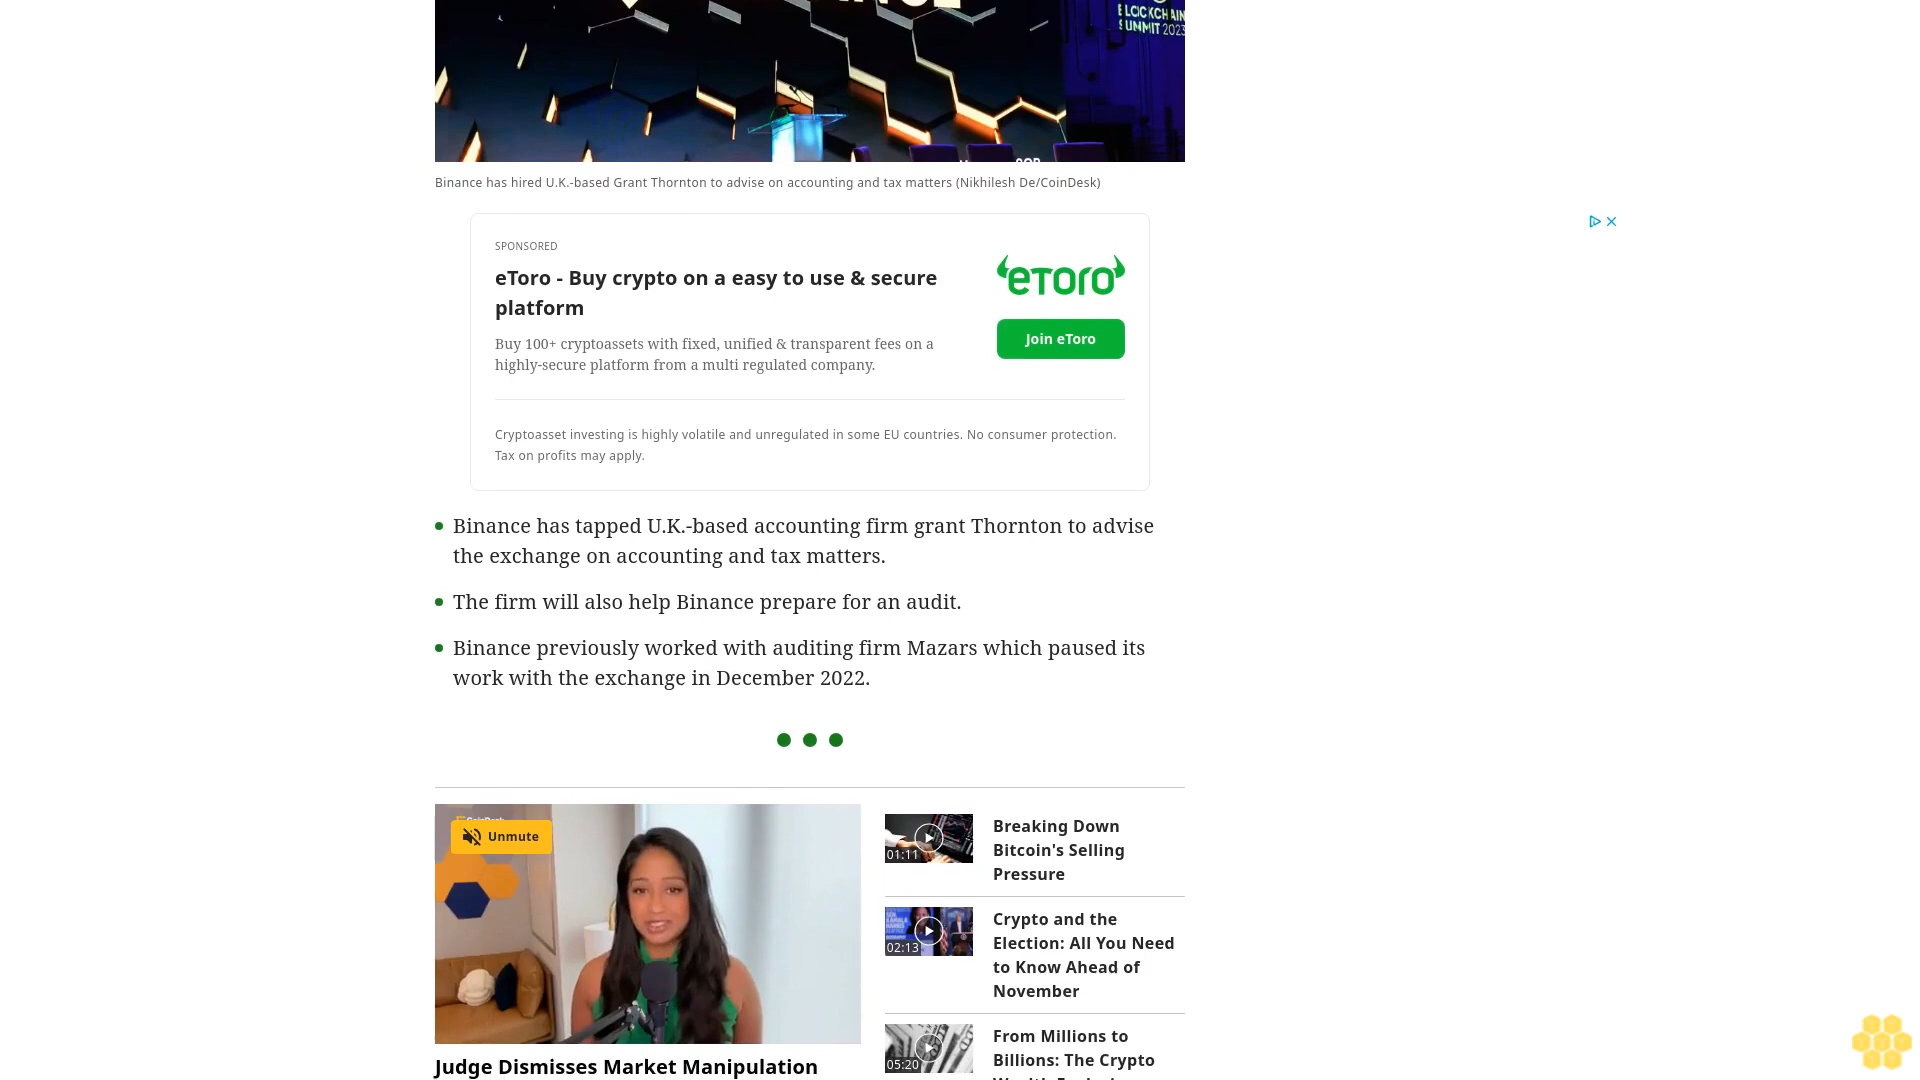 BLOCKCHAIN
SUMMIT 2023
Binance has hired U.K.-based Grant Thornton to advise on accounting and tax matters (Nikhilesh De/CoinDesk)
SPONSORED
eToro - Buy crypto on a easy to use & secure
platform
Buy 100+ cryptoassets with fixed, unified & transparent fees on a
highly-secure platform from a multi regulated company.
eToro
Join eToro
Cryptoasset investing is highly volatile and unregulated in some EU countries. No consumer protection.
Tax on profits may apply.
Binance has tapped U.K.-based accounting firm grant Thornton to advise
the exchange on accounting and tax matters.
The firm will also help Binance prepare for an audit.
Binance previously worked with auditing firm Mazars which paused its
work with the exchange in December 2022.
Unmute
Judge Dismisses Market Manipulation
01:11
Breaking Down
Bitcoin's Selling
Pressure
02:13
Crypto and the
Election: All You Need
to Know Ahead of
November
05:20
From Millions to
Billions: The Crypto